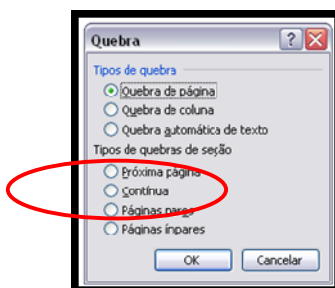 Quebra
Tipos de quebra
Quebra de página
Quebra de coluna
Quebra automática de texto
Tipos de quebras de seção
Próxima página
Contínua
Páginas pares
Páginas ímpares
OK Cancelar